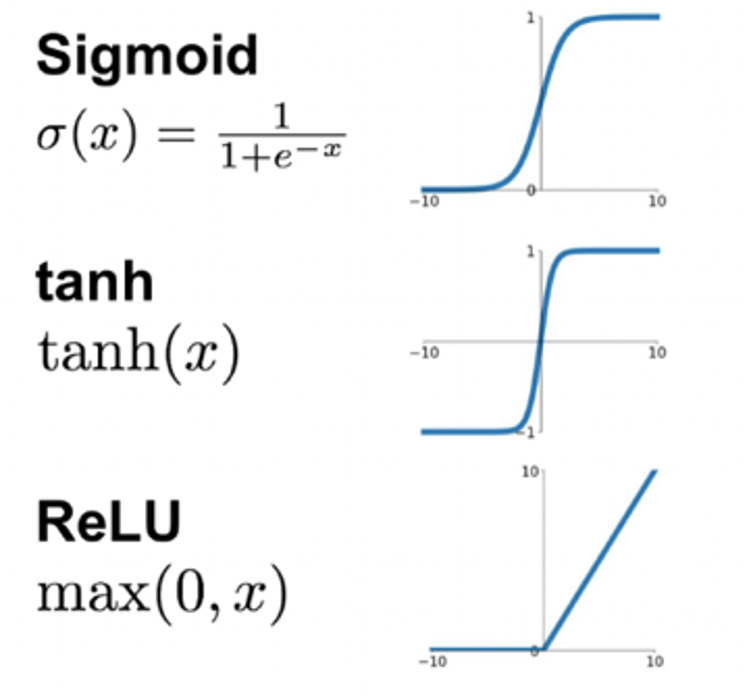 Sigmoid
σ(x) = 1/(1+e^{-x})
1
0
-10
10
tanh
tanh(x)
1
-10
10
-1
ReLU
max(0, x)
10
0
-10
10